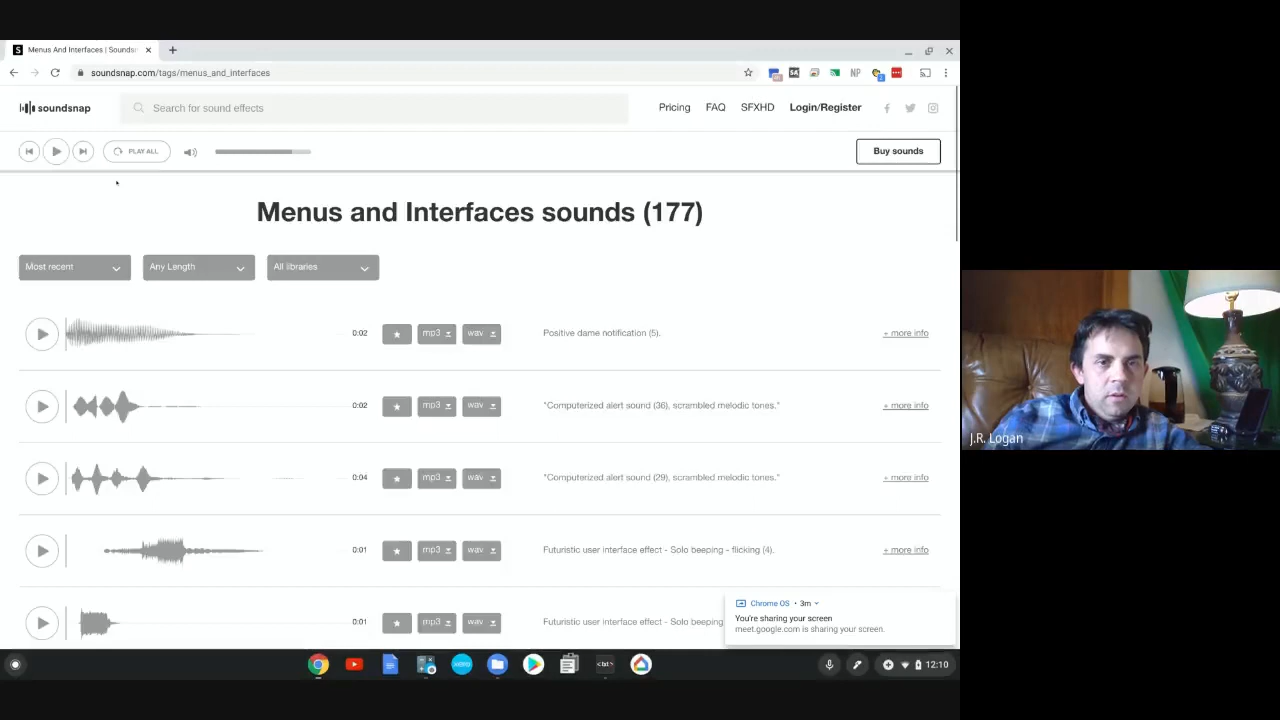 Menus And Interfaces | Sounds
soundsnap.com/tags/menus_and_interfaces
NP
soundsnap
Search for sound effects
Pricing
FAQ
SFXHD
Login/Register
PLAY ALL
Buy sounds
Menus and Interfaces sounds (177)
Most recent
Any Length
All libraries
0:02
mp3
wav
Positive dame notification (5).
+ more info
0:02
mp3
wav
"Computerized alert sound (36), scrambled melodic tones."
+ more info
0:04
mp3
wav
"Computerized alert sound (29), scrambled melodic tones."
+ more info
0:01
mp3
wav
Futuristic user interface effect - Solo beeping - flicking (4).
+ more info
0:01
mp3
wav
Futuristic user interface effect - Solo beeping
Chrome OS • 3m
You're sharing your screen
meet.google.com is sharing your screen.
12:10
J.R. Logan